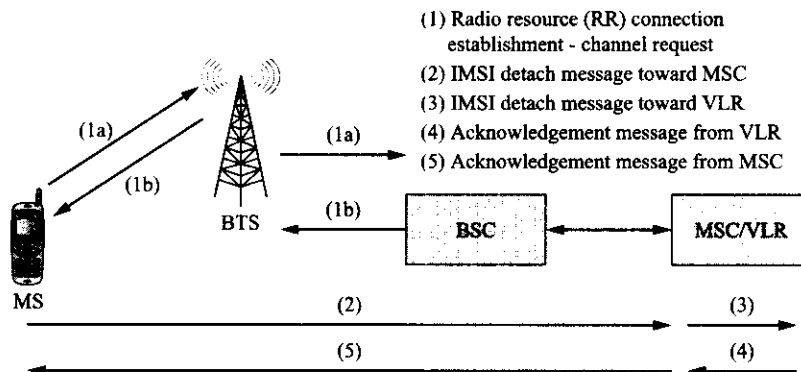 (1) Radio resource (RR) connection
establishment - channel request
(2) IMSI detach message toward MSC
(3) IMSI detach message toward VLR
(4) Acknowledgement message from VLR
(5) Acknowledgement message from MSC
(1a)
(1a)
(1b)
(1b)
BTS
BSC
MSC/VLR
MS
(2)
(3)
(5)
(4)